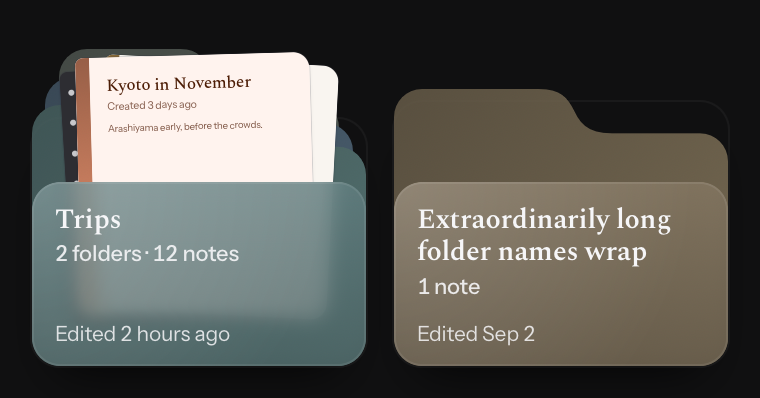 Kyoto in November
Created 3 days ago
Arashiyama early, before the crowds.
Trips
2 folders · 12 notes
Edited 2 hours ago
Extraordinarily long
folder names wrap
1 note
Edited Sep 2